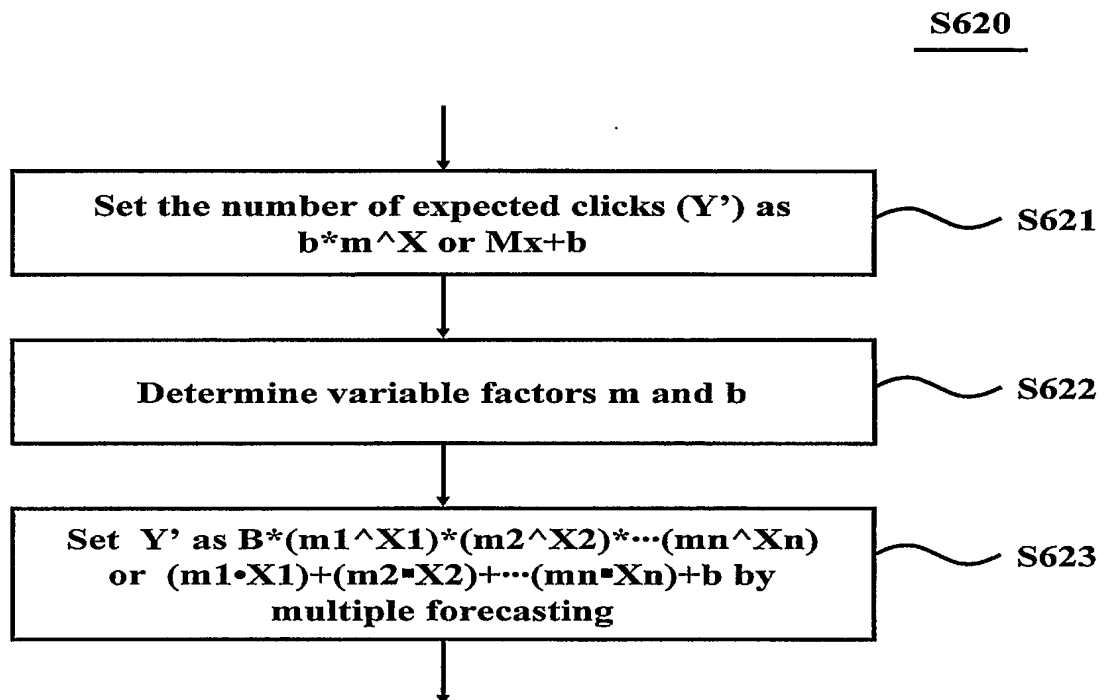 S620
Set the number of expected clicks (Y’) as
b*m^X or Mx+b
S621
Determine variable factors m and b
S622
Set Y’ as B*(m1^X1)*(m2^X2)*···(mn^Xn)
or (m1•X1)+(m2▪X2)+···(mn▪Xn)+b by
multiple forecasting
S623